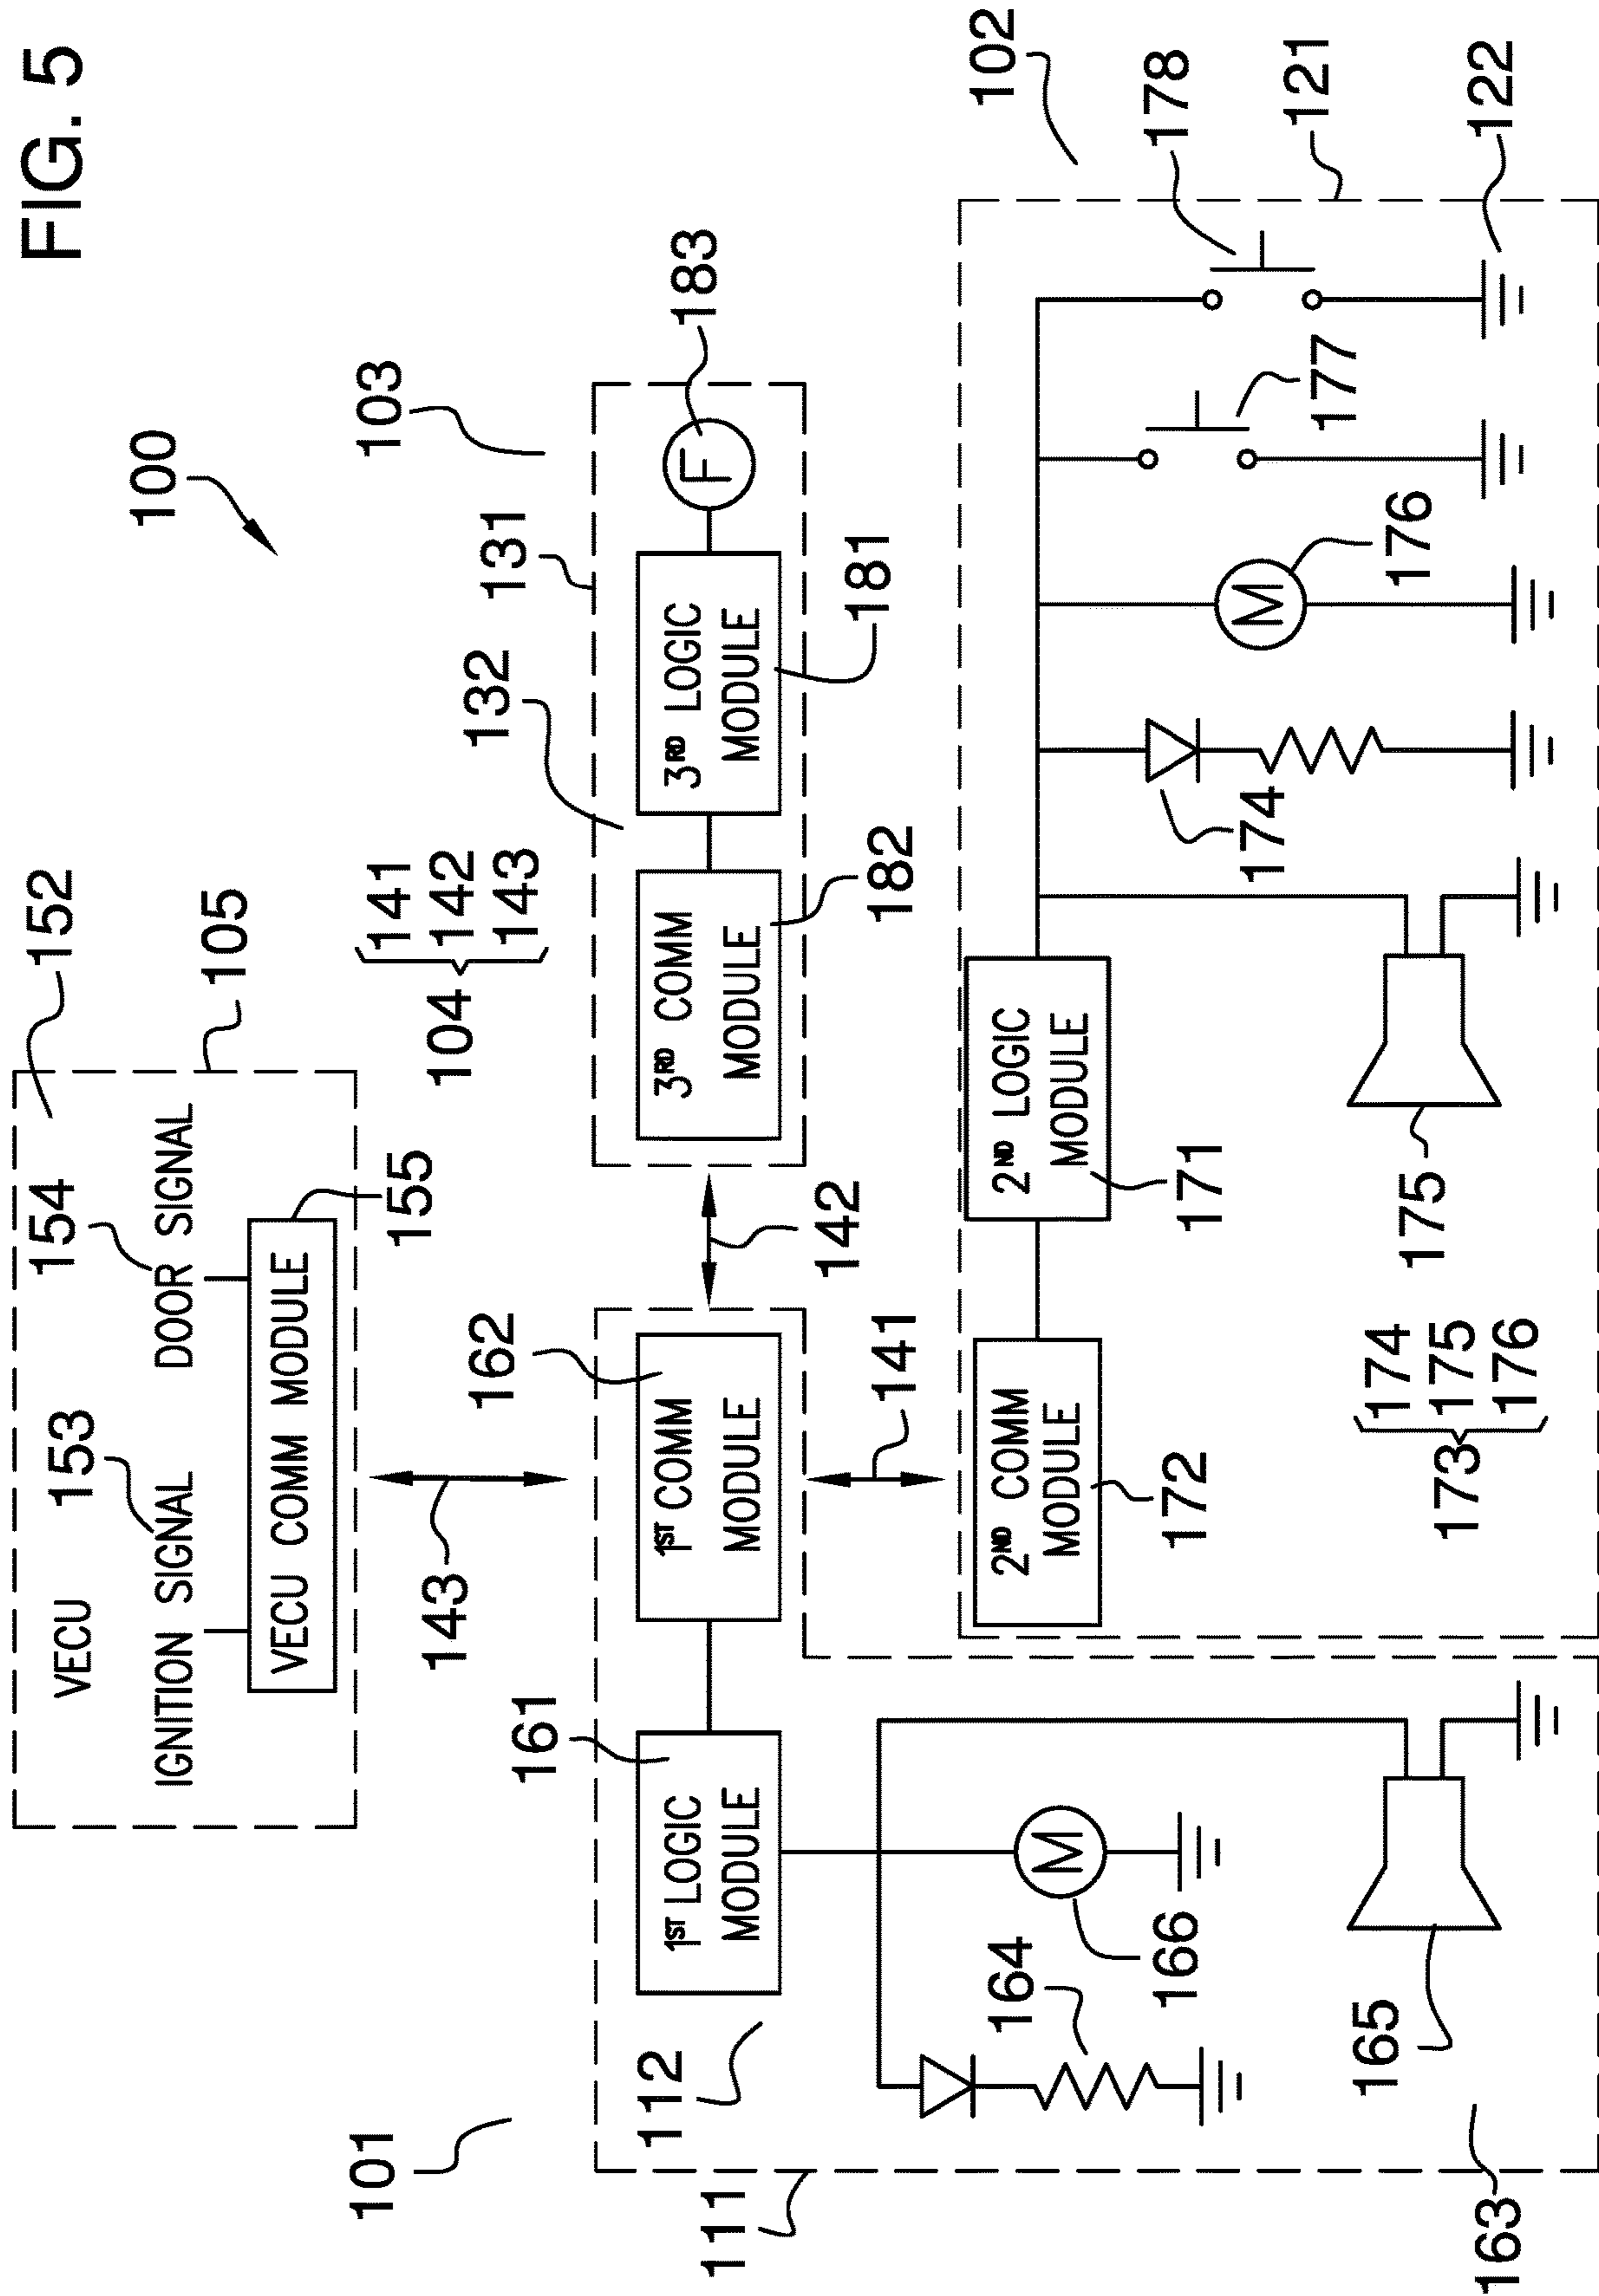 FIG. 5
100
152
105
VECU
153
154
IGNITION SIGNAL
DOOR SIGNAL
VECU COMM MODULE
155
143
104
141
142
143
103
131
132
3RD COMM
MODULE
182
3RD LOGIC
MODULE
181
F
183
142
101
111
112
161
1ST LOGIC
MODULE
162
1ST COMM
MODULE
141
164
M
166
165
163
102
121
122
2ND COMM
MODULE
172
2ND LOGIC
MODULE
171
173
174
175
176
175
174
M
176
177
178